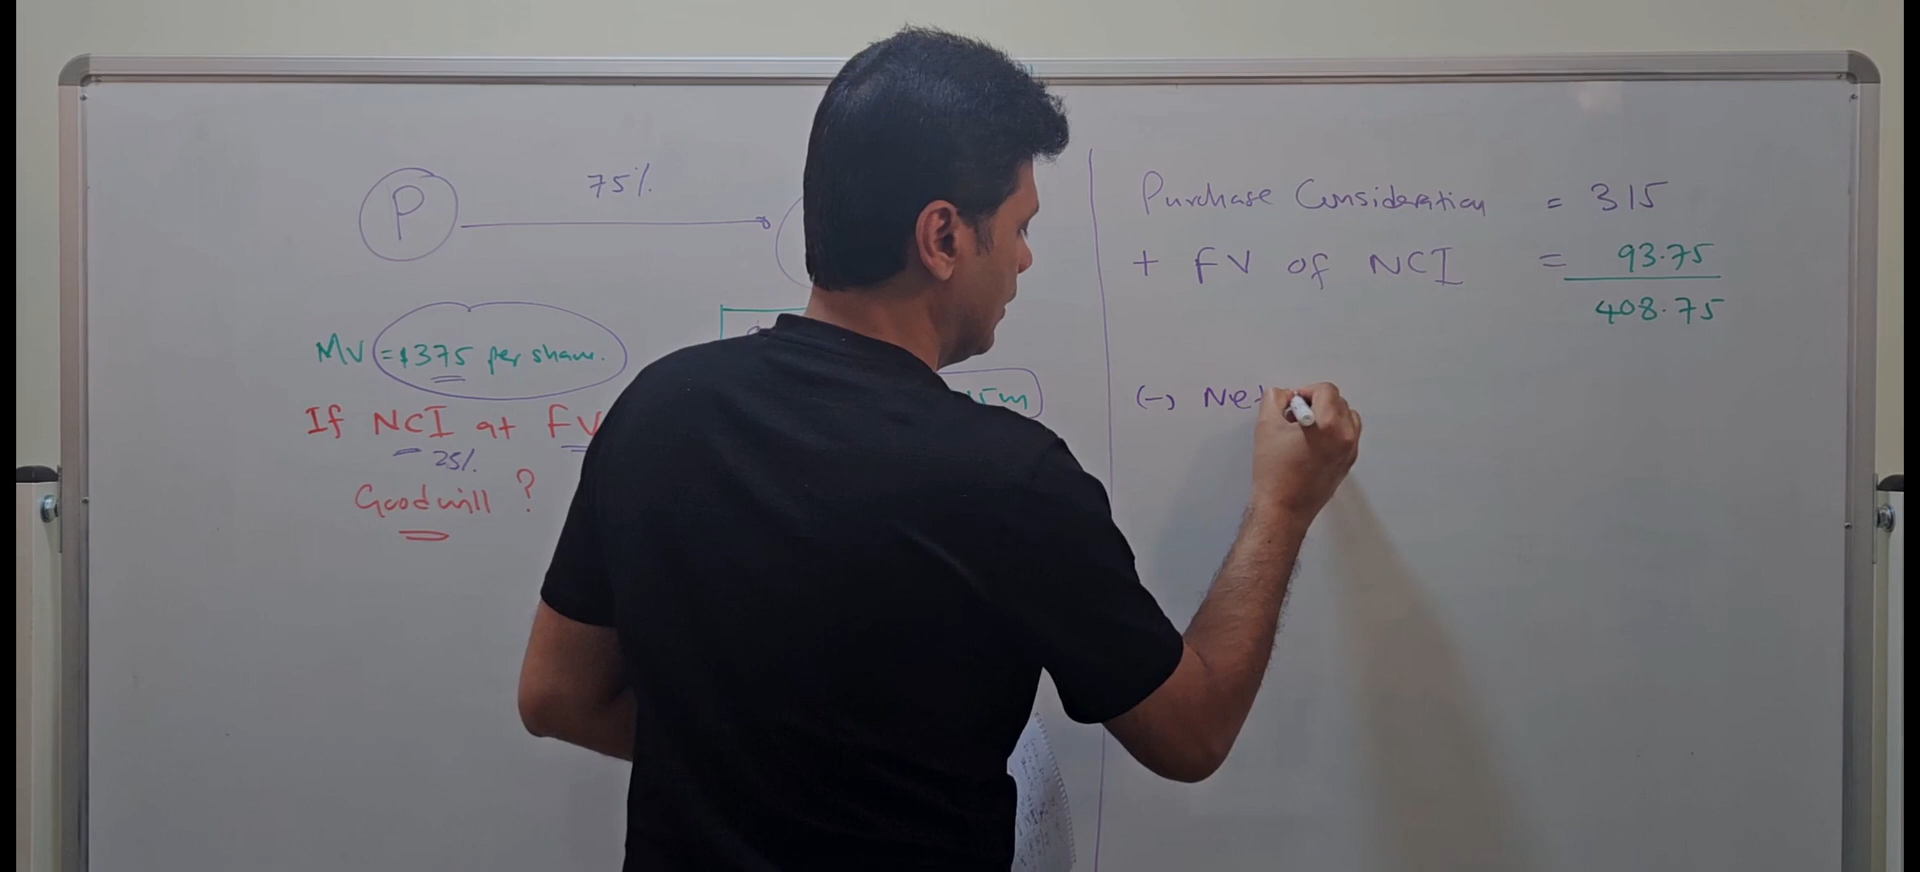 P
75%
MV = $375 per share.
If NCI at FV
25%
Goodwill ?
Purchase Consideration = 315
+ FV of NCI = 93.75
408.75
(-) Net